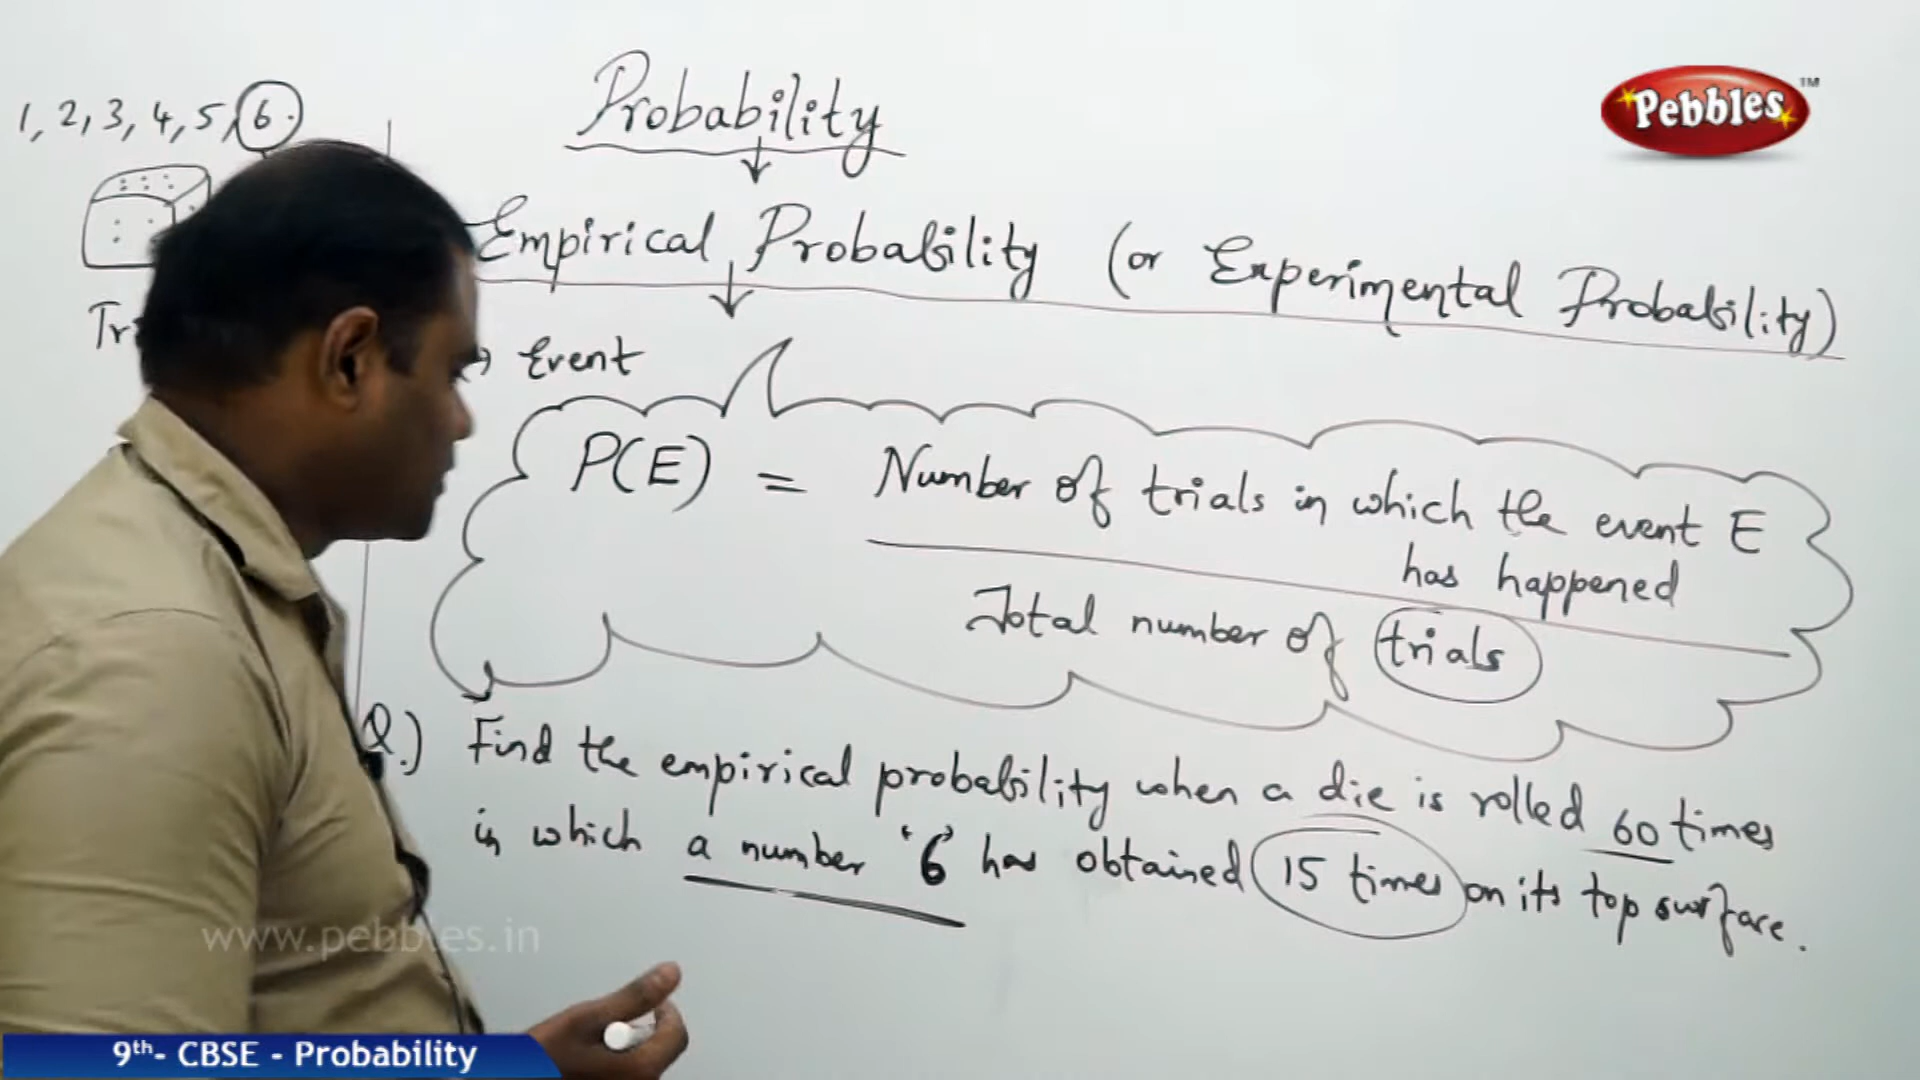 Pebbles™
1, 2, 3, 4, 5, 6.
Probability
Empirical Probability (or Experimental Probability)
Event
P(E) = Number of trials in which the event E
has happened
Total number of trials
Q.) Find the empirical probability when a die is rolled 60 times
in which a number '6' has obtained 15 times on its top surface.
www.pebbles.in
9th- CBSE - Probability